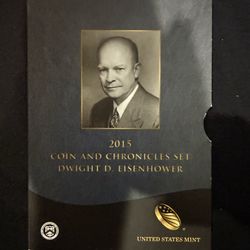 2015
COIN AND CHRONICLES SET
DWIGHT D. EISENHOWER
UNITED STATES MINT